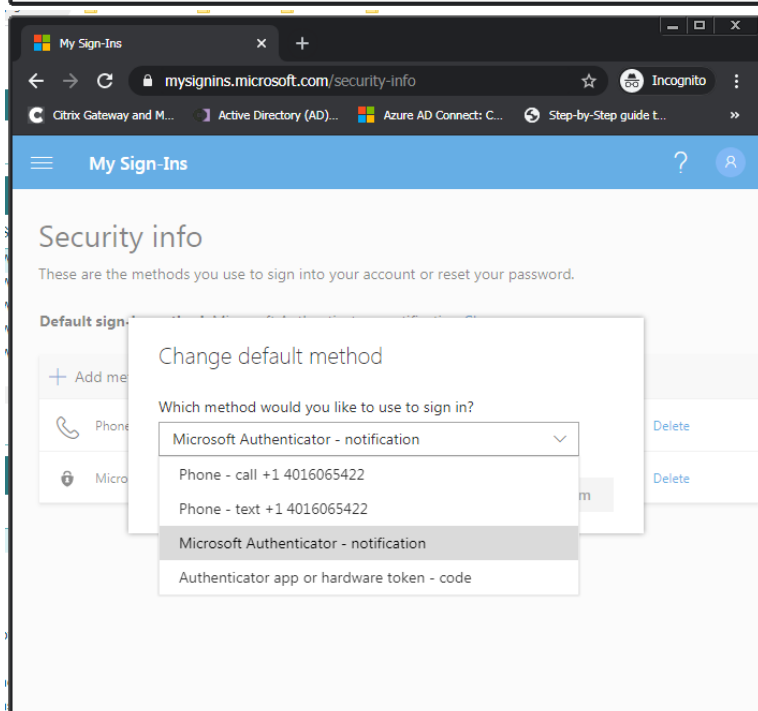 My Sign-Ins
mysignins.microsoft.com/security-info
Incognito
Citrix Gateway and M...
Active Directory (AD)...
Azure AD Connect: C...
Step-by-Step guide t...
»
My Sign-Ins
?
Security info
These are the methods you use to sign into your account or reset your password.
Default sign-
Add me
Change default method
Which method would you like to use to sign in?
Phone
Microsoft Authenticator - notification
Delete
Phone - call +1 4016065422
Micro
Delete
Phone - text +1 4016065422
m
Microsoft Authenticator - notification
Authenticator app or hardware token - code